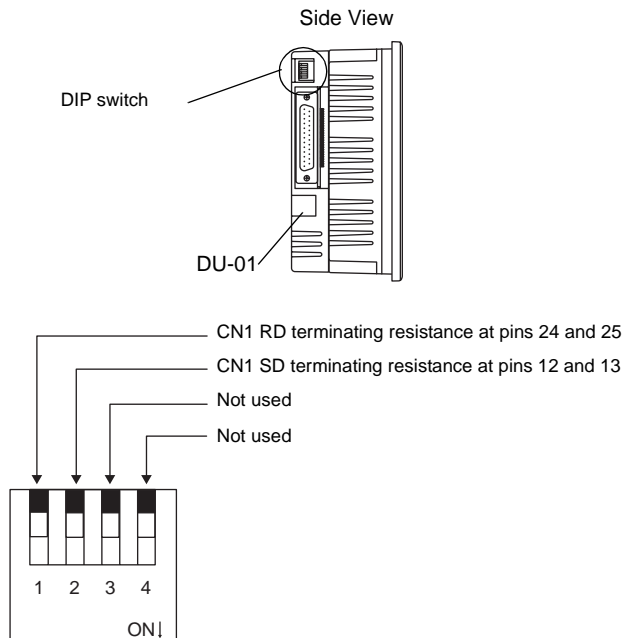 Side View
DIP switch
DU-01
CN1 RD terminating resistance at pins 24 and 25
CN1 SD terminating resistance at pins 12 and 13
Not used
Not used
1 2 3 4
ON↓